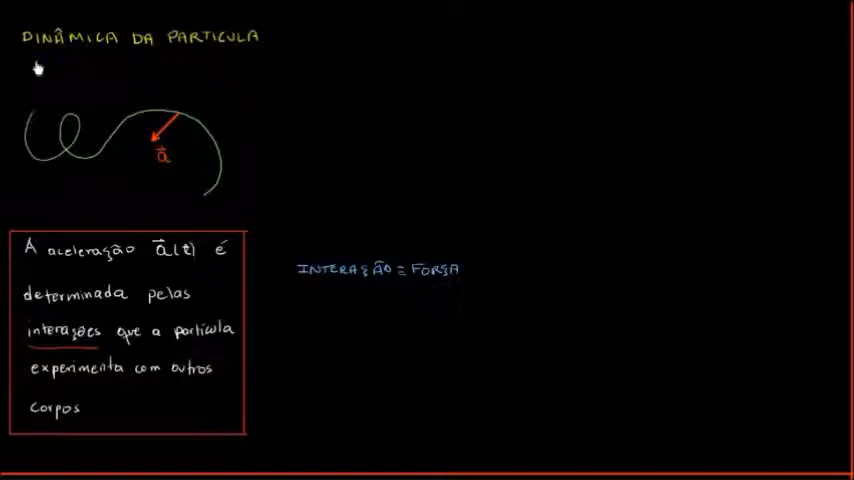 DINÂMICA DA PARTICULA
a
A aceleração a(t) é
determinada pelas
interações que a partícula
experimenta com outros
corpos
INTERAÇÃO ≡ FORÇA